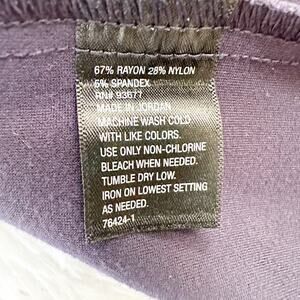 67% RAYON 28% NYLON
5% SPANDEX
RN# 93677
MADE IN JORDAN
MACHINE WASH COLD
WITH LIKE COLORS.
USE ONLY NON-CHLORINE
BLEACH WHEN NEEDED.
TUMBLE DRY LOW.
IRON ON LOWEST SETTING
AS NEEDED.
76424-1